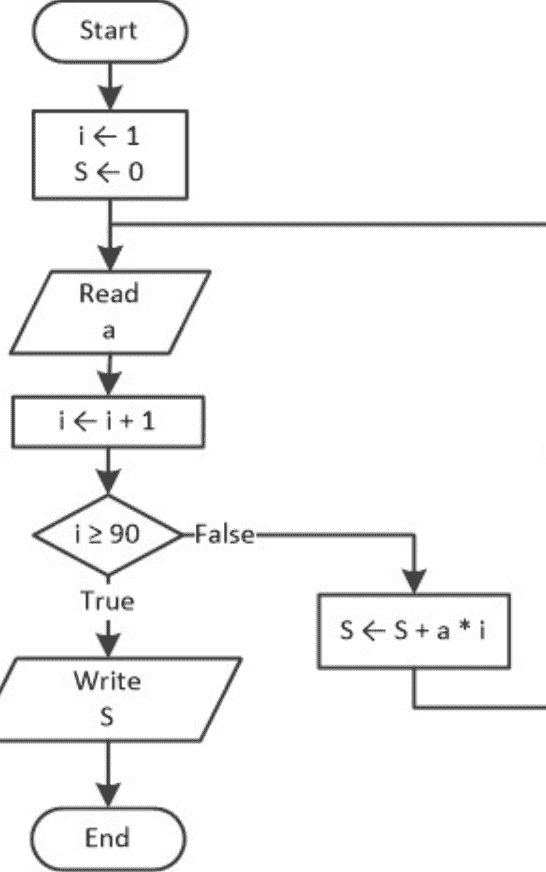 Start
i ← 1
S ← 0
Read
a
i ← i + 1
i ≥ 90
False
True
S ← S + a * i
Write
S
End